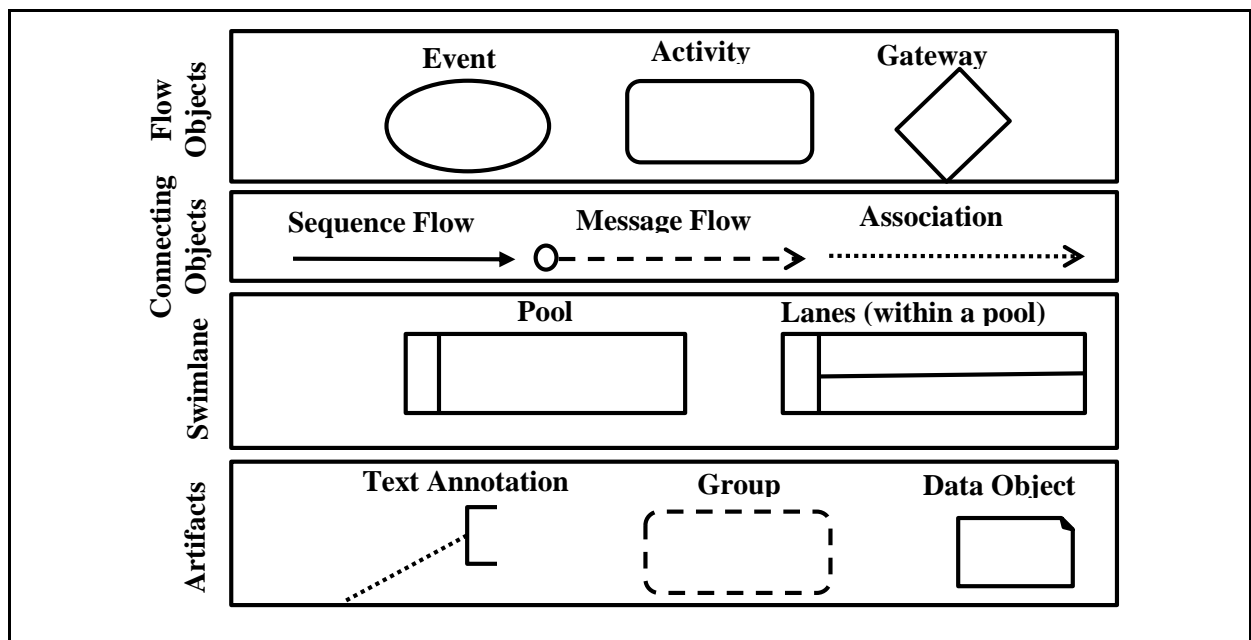 Flow
Objects
Event
Activity
Gateway
Connecting
Objects
Sequence Flow
Message Flow
Association
Swimlane
Pool
Lanes (within a pool)
Artifacts
Text Annotation
Group
Data Object